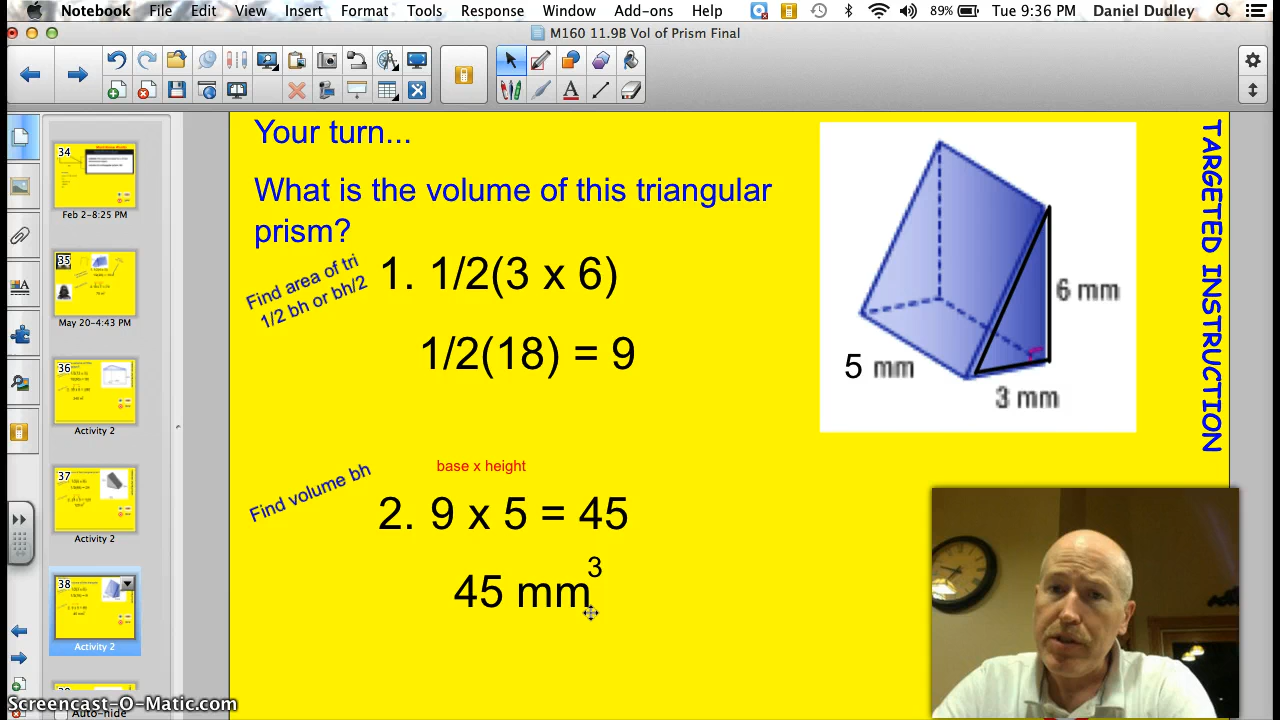 Notebook File Edit View Insert Format Tools Response Window Add-ons Help 89% Tue 9:36 PM Daniel Dudley
M160 11.9B Vol of Prism Final
34
Feb 2-8:25 PM
35
May 20-4:43 PM
36
Activity 2
37
Activity 2
38
Activity 2
Auto-hide
Your turn...
What is the volume of this triangular
prism?
Find area of tri
1/2 bh or bh/2
1. 1/2(3 x 6)
1/2(18) = 9
base x height
Find volume bh
2. 9 x 5 = 45
45 mm³
6 mm
5 mm
3 mm
TARGETED INSTRUCTION
Screencast-O-Matic.com